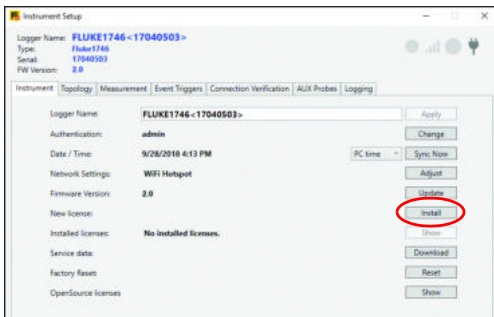 Instrument Setup
Logger Name: FLUKE1746<17040503>
Type: Fluke1746
Serial: 17040503
FW Version: 2.0
Instrument Topology Measurement Event Triggers Connection Verification AUX Probes Logging
Logger Name: FLUKE1746<17040503> Apply
Authentication: admin Change
Date / Time: 9/28/2018 4:13 PM PC time Sync Now
Network Settings: WiFi Hotspot Adjust
Firmware Version: 2.0 Update
New license: Install
Installed licenses: No installed licenses. Show
Service data: Download
Factory Reset: Reset
OpenSource licenses Show